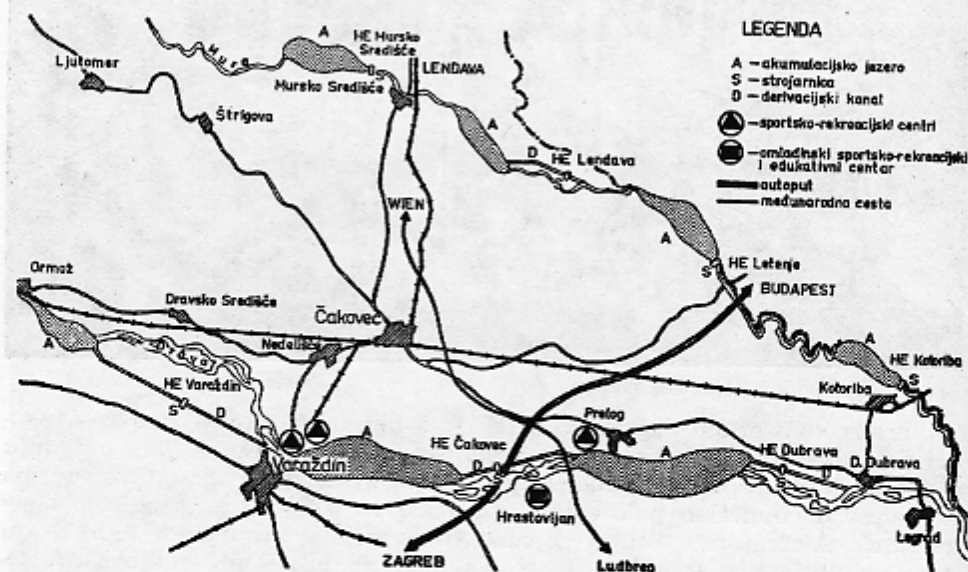 LEGENDA
A – akumulacijsko jezero
S – strojarnica
D – derivacijski kanal
– sportsko-rekreacijski centri
– omladinski sportsko-rekreacijski
i edukativni centar
autoput
međunarodna cesta
A
HE Mursko
Središće
Mura
LENDAVA
Ljutomer
Mursko Središće
Štrigova
A
D
HE Lendava
WIEN
A
S
HE Letenje
BUDAPEST
Ormož
Dravsko Središče
Čakovec
A
Drava
Nedelišće
A
HE Kotoriba
S
Kotoriba
HE Varaždin
S
D
Prelog
A
HE Čakovec
A
HE Dubrava
D. Dubrava
Varaždin
D
D
D
Hrastovljan
Legrad
ZAGREB
Ludbreg